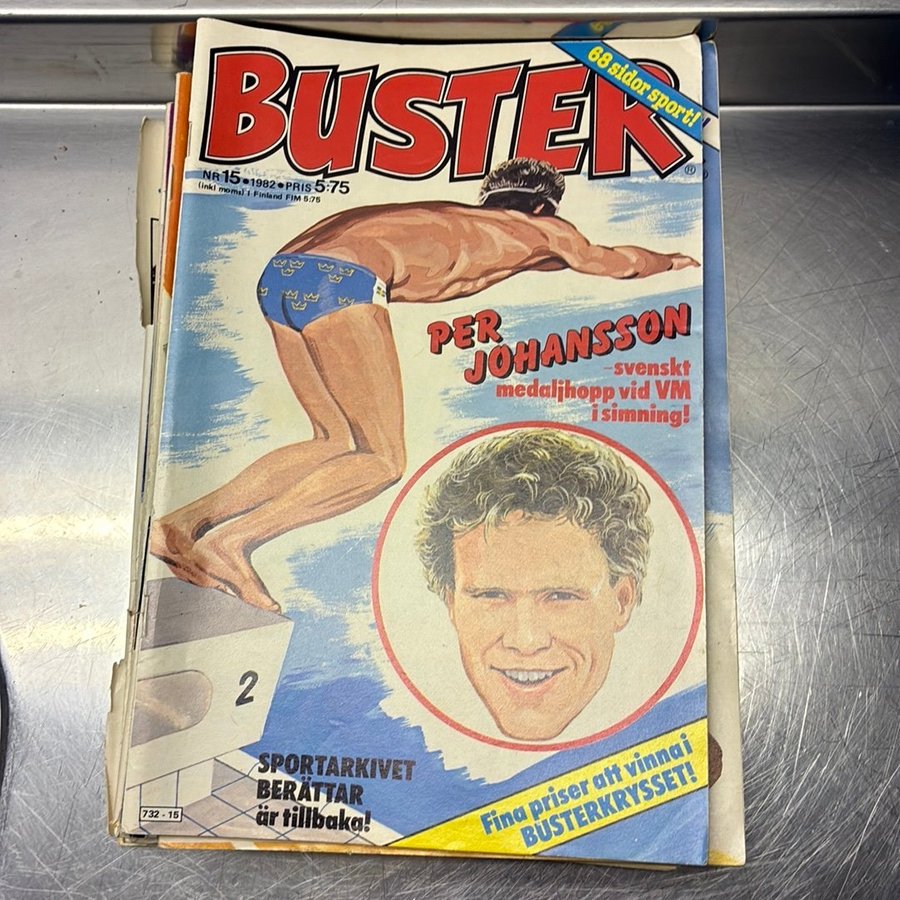 68 sidor sport!
BUSTER
NR 15 • 1982 • PRIS 5:75
(inkl moms) I Finland FIM 5:75
PER
JOHANSSON
-svenskt
medaljhopp vid VM
i simning!
2
SPORTARKIVET
BERÄTTAR
är tillbaka!
Fina priser att vinna i
BUSTERKRYSSET!
732 - 15